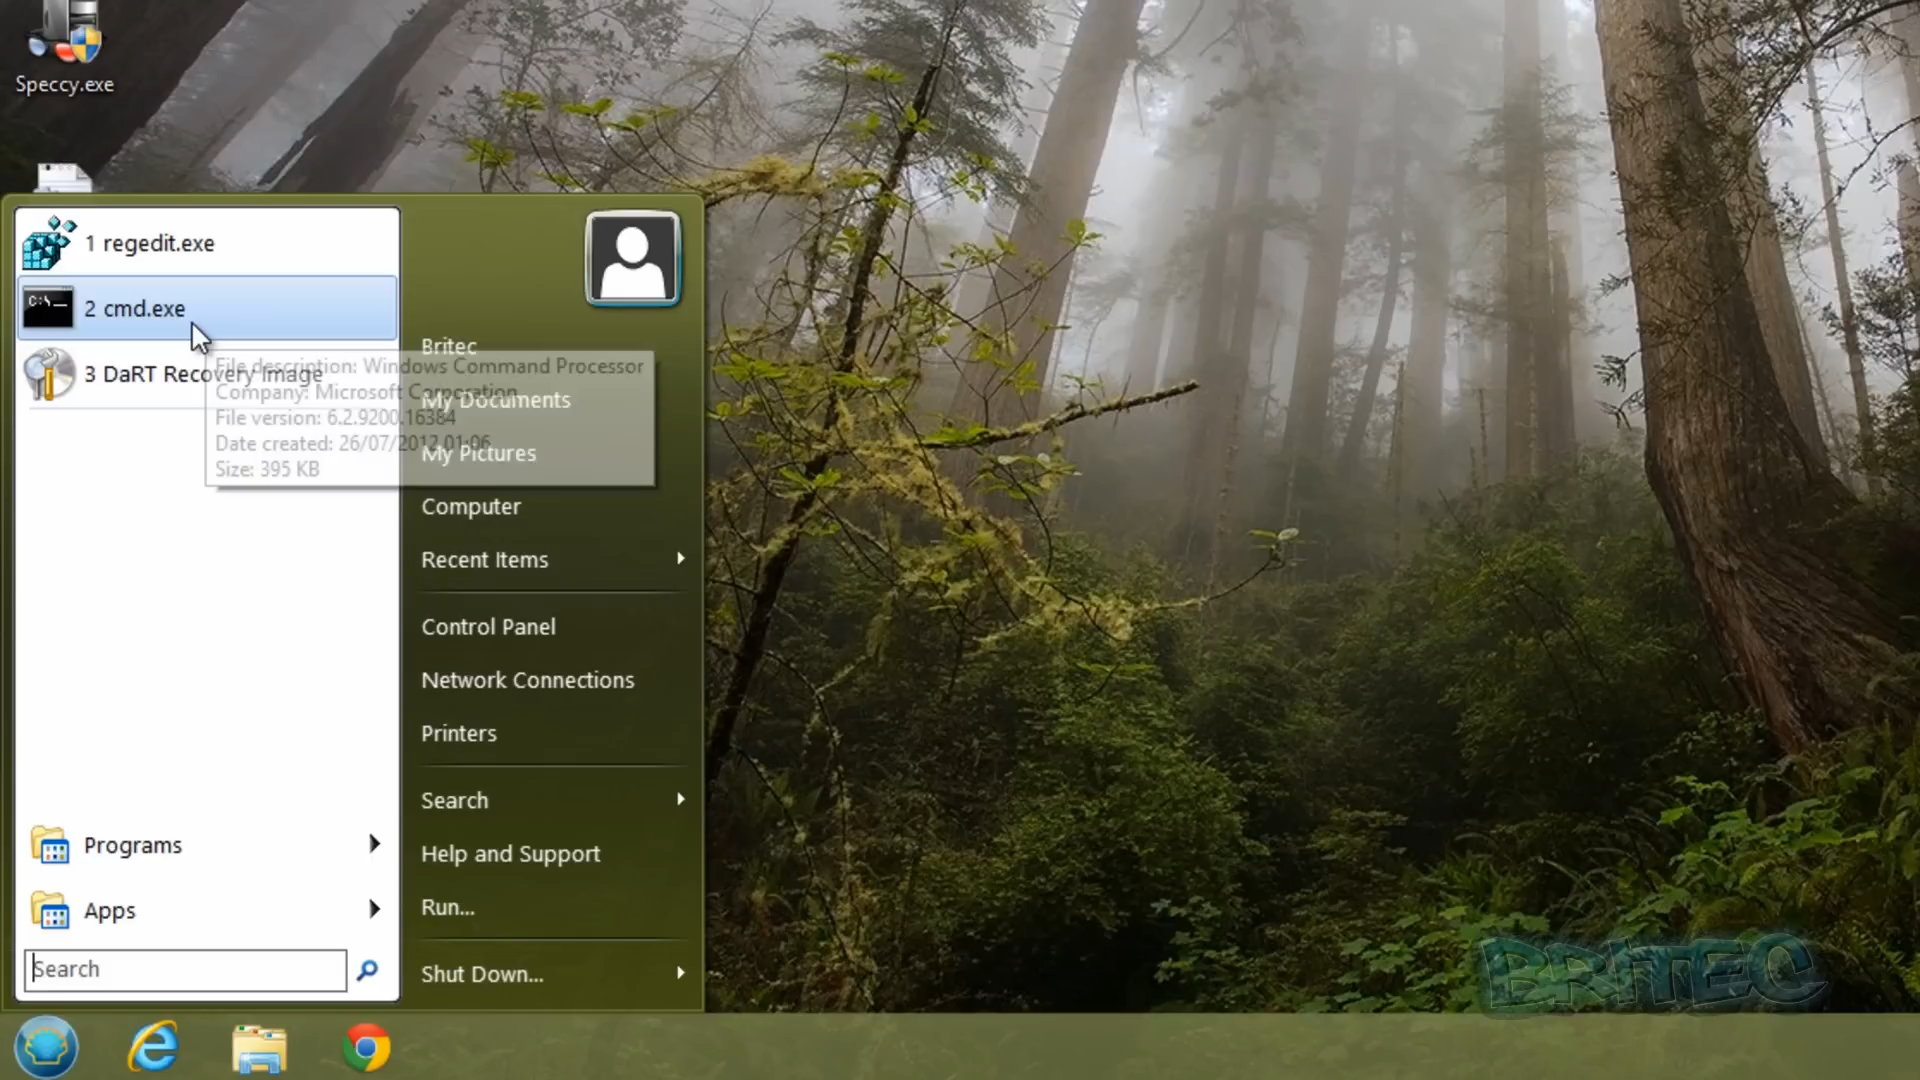 Speccy.exe
1 regedit.exe
2 cmd.exe
3 DaRT Recovery Image
File description: Windows Command Processor
Company: Microsoft Corporation
File version: 6.2.9200.16384
Date created: 26/07/2012 01:06
Size: 395 KB
Programs
Apps
Search
Britec
My Documents
My Pictures
Computer
Recent Items
Control Panel
Network Connections
Printers
Search
Help and Support
Run...
Shut Down...
BRITEC
C:\